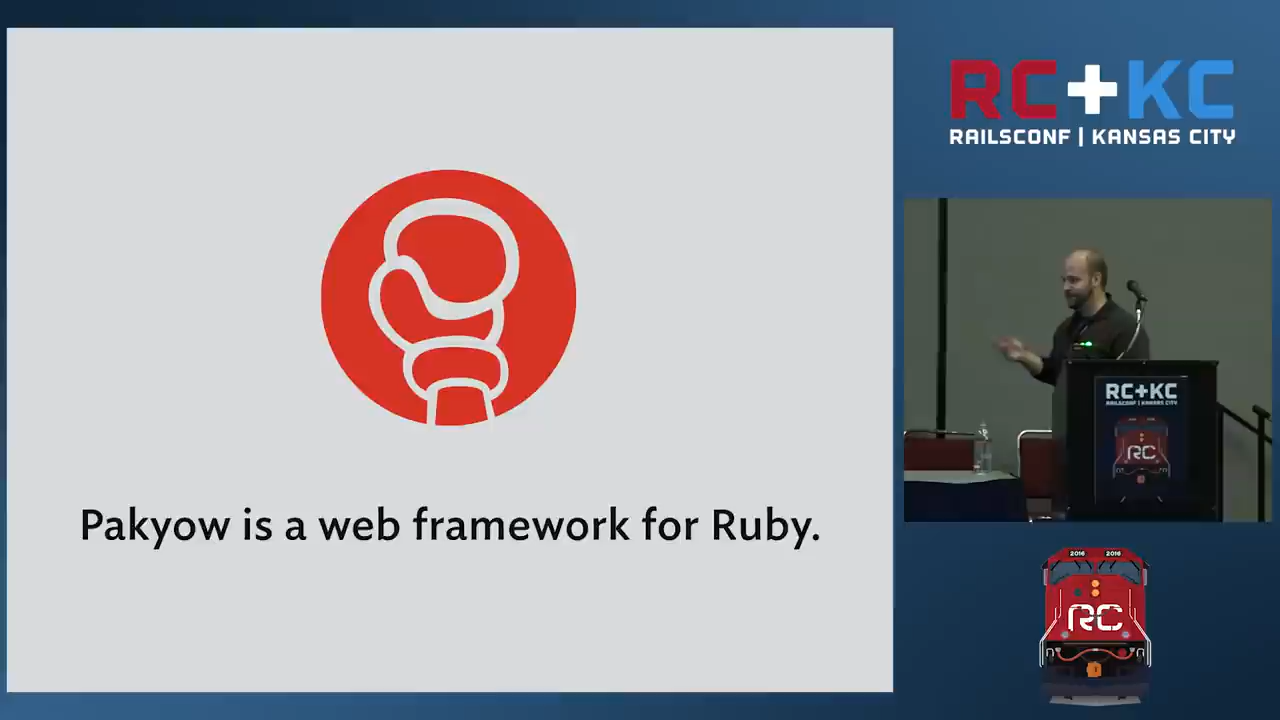 Pakyow is a web framework for Ruby.
RC+KC
RAILSCONF | KANSAS CITY
RC+KC
RAILSCONF | KANSAS CITY
RC
2016 2016
RC